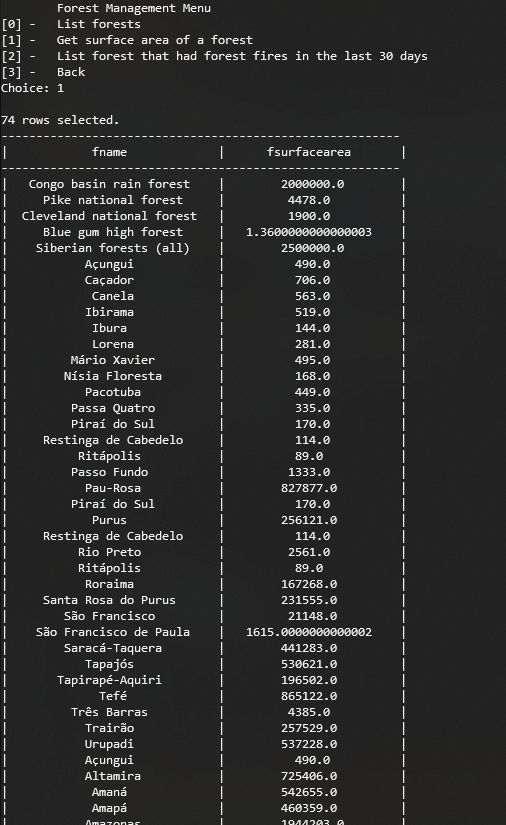 Forest Management Menu
[0] -   List forests
[1] -   Get surface area of a forest
[2] -   List forest that had forest fires in the last 30 days
[3] -   Back
Choice: 1
74 rows selected.
---------------------------------------------------------
| fname | fsurfacearea |
---------------------------------------------------------
| Congo basin rain forest | 2000000.0 |
| Pike national forest | 4478.0 |
| Cleveland national forest | 1900.0 |
| Blue gum high forest | 1.3600000000000003 |
| Siberian forests (all) | 2500000.0 |
| Açungui | 490.0 |
| Caçador | 706.0 |
| Canela | 563.0 |
| Ibirama | 519.0 |
| Ibura | 144.0 |
| Lorena | 281.0 |
| Mário Xavier | 495.0 |
| Nísia Floresta | 168.0 |
| Pacotuba | 449.0 |
| Passa Quatro | 335.0 |
| Piraí do Sul | 170.0 |
| Restinga de Cabedelo | 114.0 |
| Ritápolis | 89.0 |
| Passo Fundo | 1333.0 |
| Pau-Rosa | 827877.0 |
| Piraí do Sul | 170.0 |
| Purus | 256121.0 |
| Restinga de Cabedelo | 114.0 |
| Rio Preto | 2561.0 |
| Ritápolis | 89.0 |
| Roraima | 167268.0 |
| Santa Rosa do Purus | 231555.0 |
| São Francisco | 21148.0 |
| São Francisco de Paula | 1615.0000000000002 |
| Saracá-Taquera | 441283.0 |
| Tapajós | 530621.0 |
| Tapirapé-Aquiri | 196502.0 |
| Tefé | 865122.0 |
| Três Barras | 4385.0 |
| Trairão | 257529.0 |
| Urupadi | 537228.0 |
| Açungui | 490.0 |
| Altamira | 725406.0 |
| Amaná | 542655.0 |
| Amapá | 460359.0 |
| Amazonas | 1944203.0 |